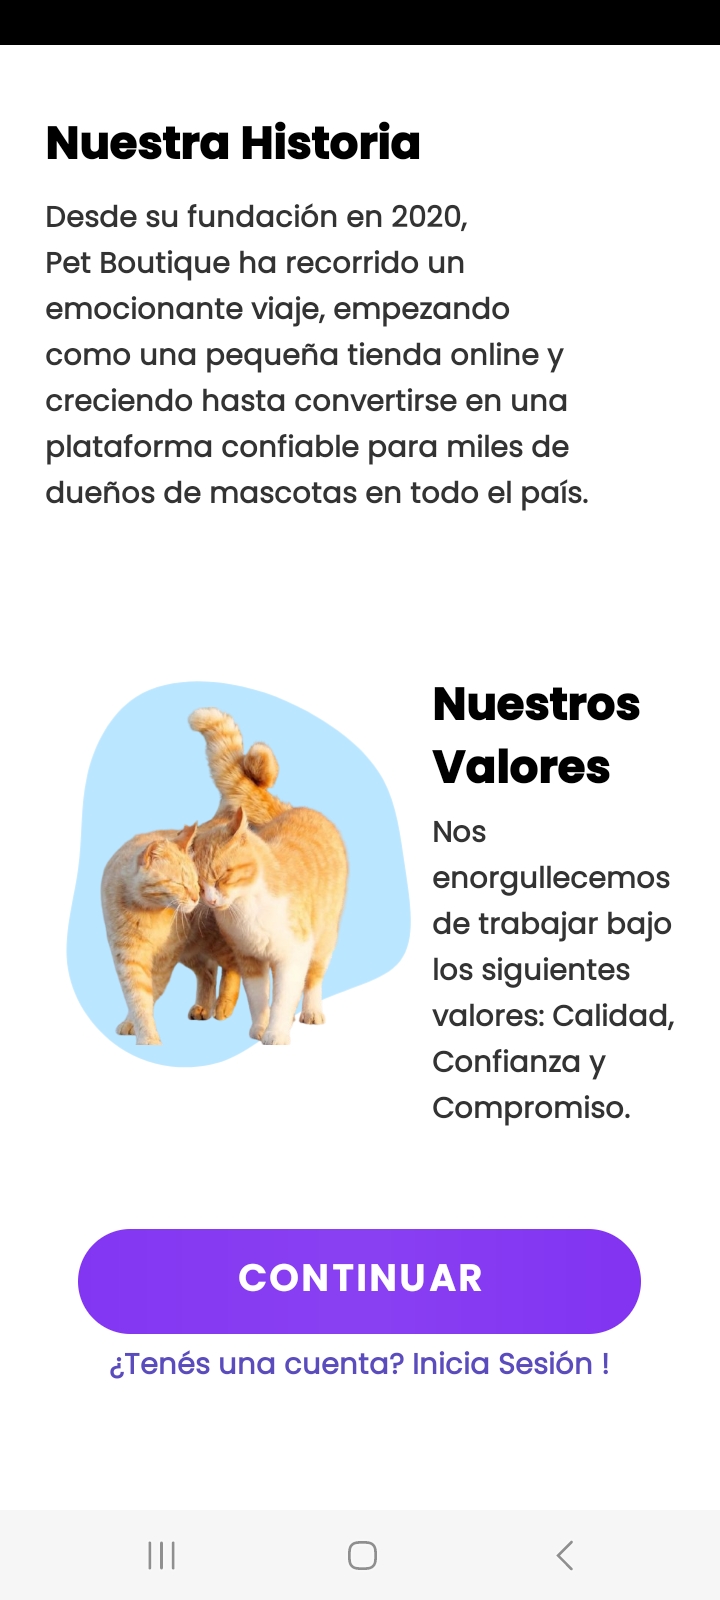 Nuestra Historia
Desde su fundación en 2020,
Pet Boutique ha recorrido un
emocionante viaje, empezando
como una pequeña tienda online y
creciendo hasta convertirse en una
plataforma confiable para miles de
dueños de mascotas en todo el país.
Nuestros
Valores
Nos
enorgullecemos
de trabajar bajo
los siguientes
valores: Calidad,
Confianza y
Compromiso.
CONTINUAR
¿Tenés una cuenta? Inicia Sesión !